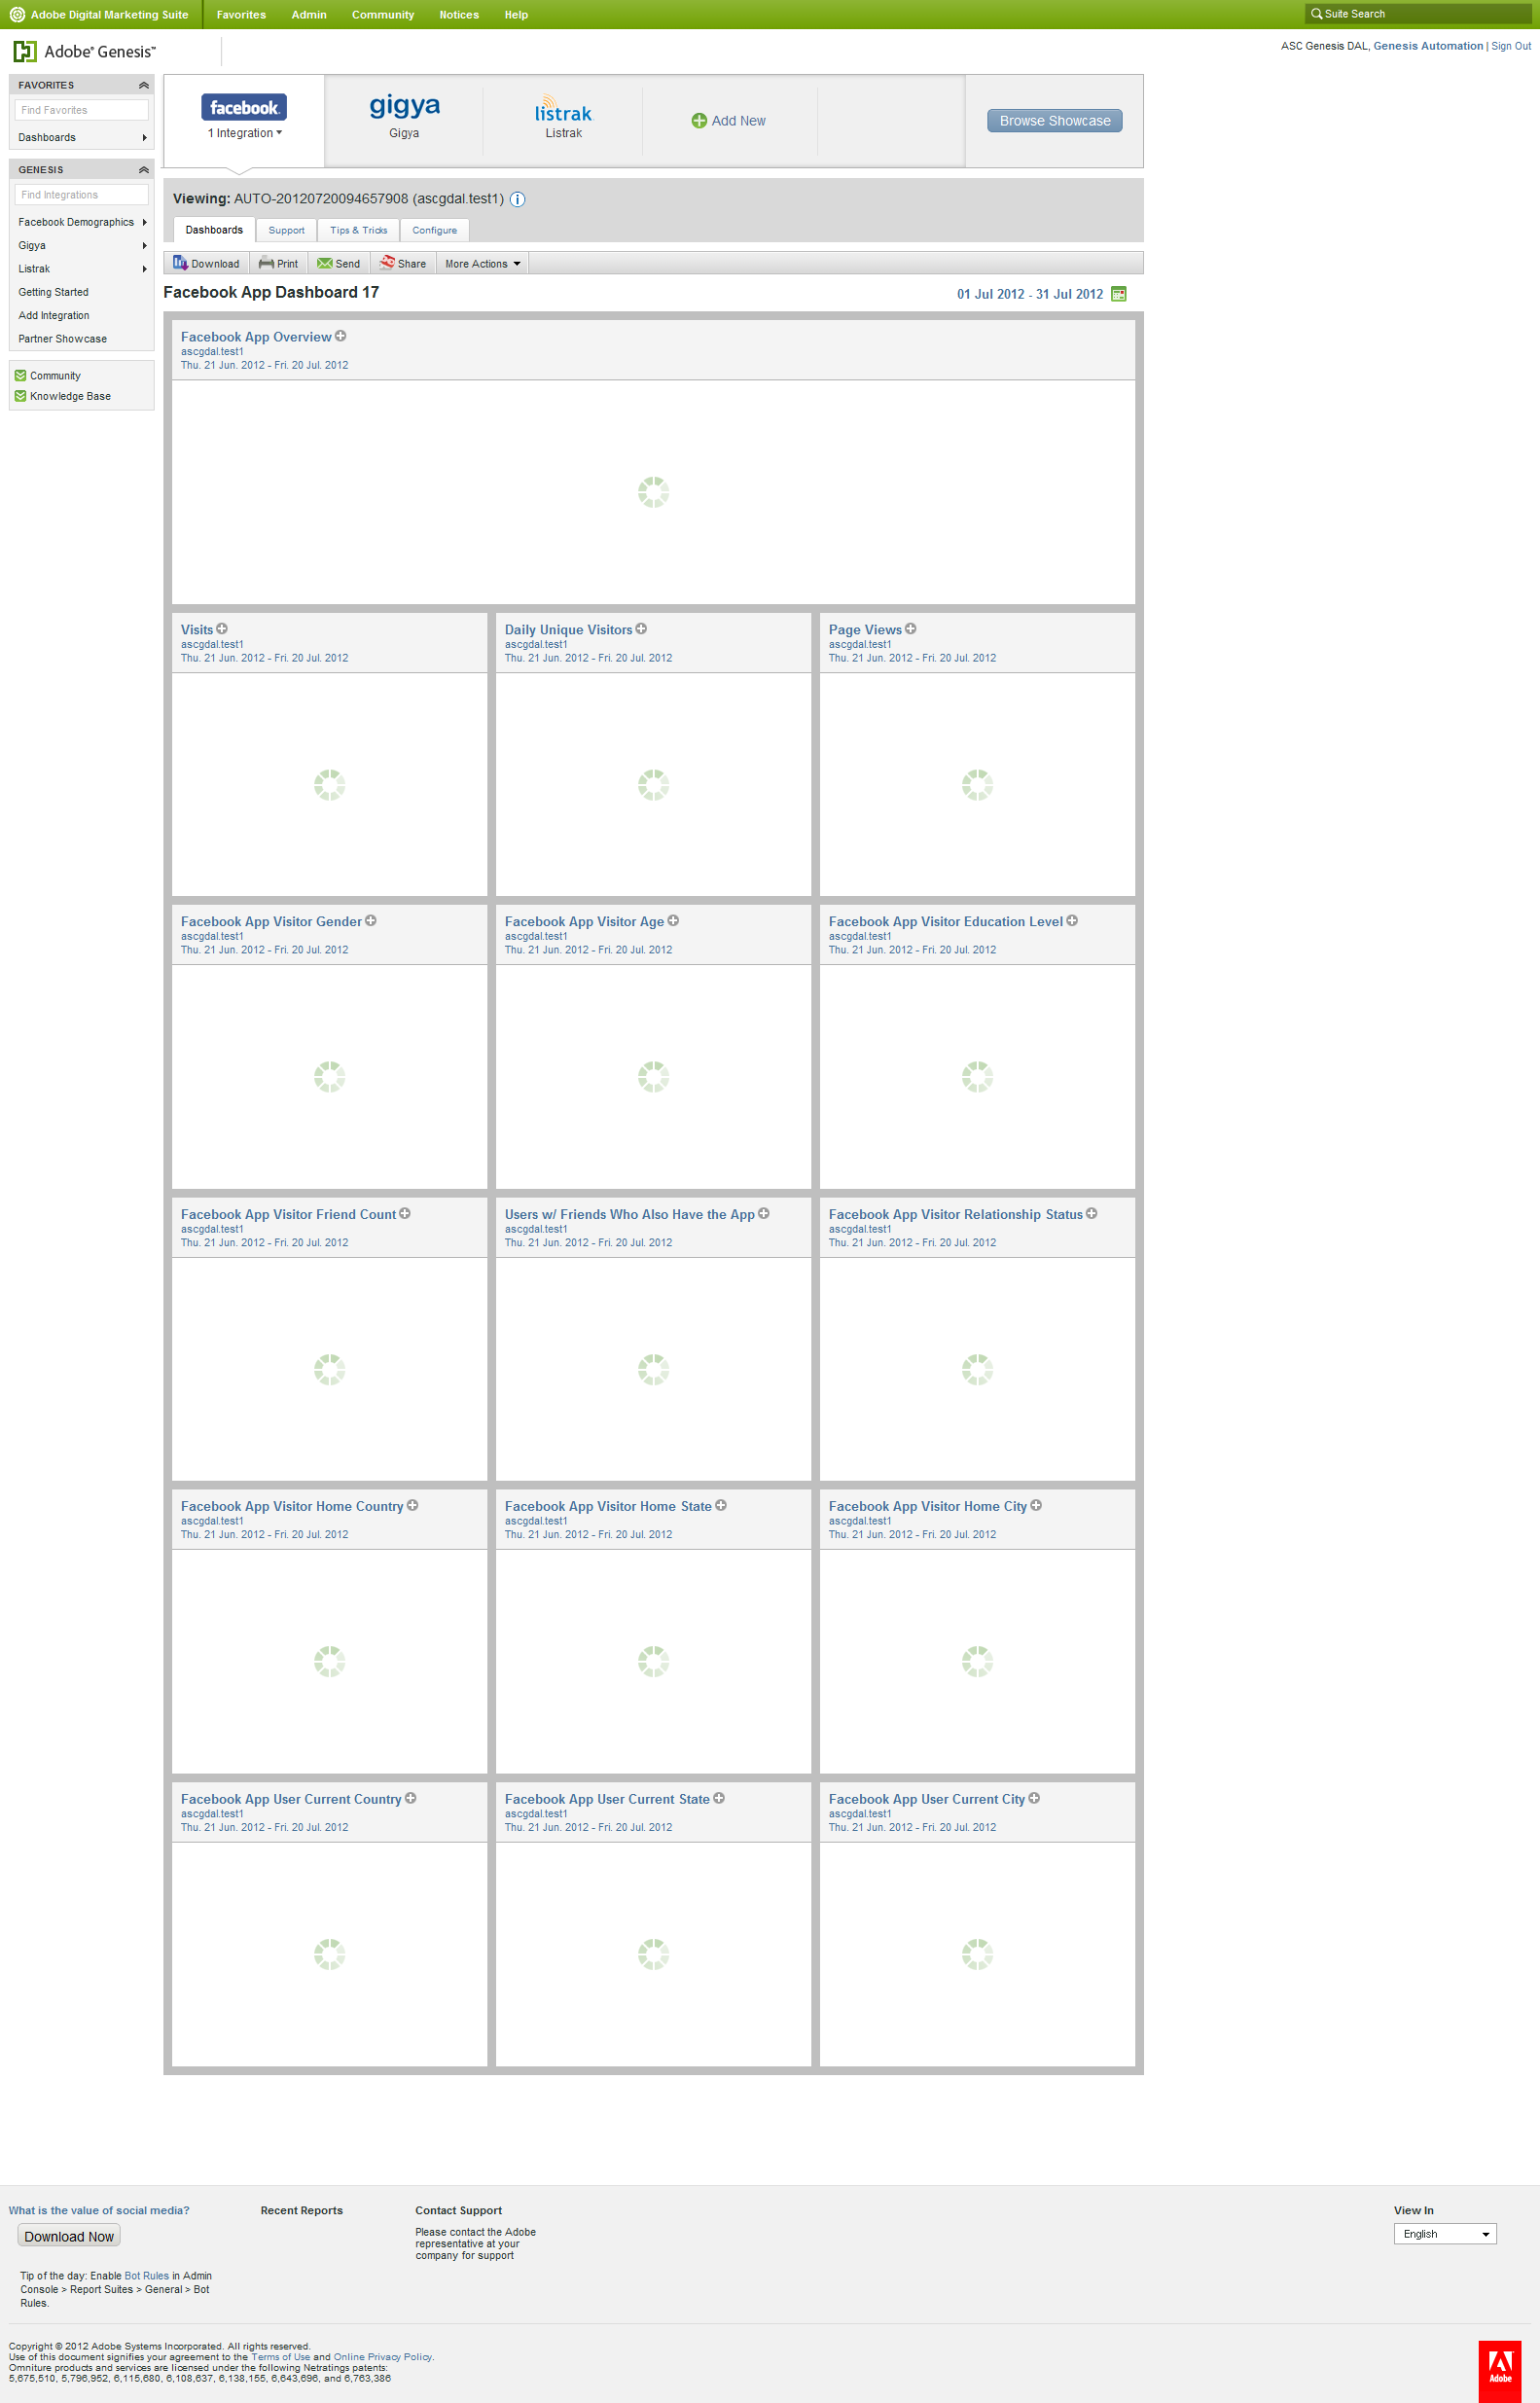 Adobe Digital Marketing Suite Favorites Admin Community Notices Help Suite Search
Adobe® Genesis™ ASC Genesis DAL, Genesis Automation | Sign Out
FAVORITES
Find Favorites
Dashboards
GENESIS
Find Integrations
Facebook Demographics
Gigya
Listrak
Getting Started
Add Integration
Partner Showcase
Community
Knowledge Base
facebook gigya listrak Add New Browse Showcase
1 Integration Gigya Listrak
Viewing: AUTO-20120720094657908 (ascgdal.test1)
Dashboards Support Tips & Tricks Configure
Download Print Send Share More Actions
Facebook App Dashboard 17 01 Jul 2012 - 31 Jul 2012
Facebook App Overview
ascgdal.test1
Thu. 21 Jun. 2012 - Fri. 20 Jul. 2012
Visits Daily Unique Visitors Page Views
ascgdal.test1 ascgdal.test1 ascgdal.test1
Thu. 21 Jun. 2012 - Fri. 20 Jul. 2012 Thu. 21 Jun. 2012 - Fri. 20 Jul. 2012 Thu. 21 Jun. 2012 - Fri. 20 Jul. 2012
Facebook App Visitor Gender Facebook App Visitor Age Facebook App Visitor Education Level
ascgdal.test1 ascgdal.test1 ascgdal.test1
Thu. 21 Jun. 2012 - Fri. 20 Jul. 2012 Thu. 21 Jun. 2012 - Fri. 20 Jul. 2012 Thu. 21 Jun. 2012 - Fri. 20 Jul. 2012
Facebook App Visitor Friend Count Users w/ Friends Who Also Have the App Facebook App Visitor Relationship Status
ascgdal.test1 ascgdal.test1 ascgdal.test1
Thu. 21 Jun. 2012 - Fri. 20 Jul. 2012 Thu. 21 Jun. 2012 - Fri. 20 Jul. 2012 Thu. 21 Jun. 2012 - Fri. 20 Jul. 2012
Facebook App Visitor Home Country Facebook App Visitor Home State Facebook App Visitor Home City
ascgdal.test1 ascgdal.test1 ascgdal.test1
Thu. 21 Jun. 2012 - Fri. 20 Jul. 2012 Thu. 21 Jun. 2012 - Fri. 20 Jul. 2012 Thu. 21 Jun. 2012 - Fri. 20 Jul. 2012
Facebook App User Current Country Facebook App User Current State Facebook App User Current City
ascgdal.test1 ascgdal.test1 ascgdal.test1
Thu. 21 Jun. 2012 - Fri. 20 Jul. 2012 Thu. 21 Jun. 2012 - Fri. 20 Jul. 2012 Thu. 21 Jun. 2012 - Fri. 20 Jul. 2012
What is the value of social media?
Download Now
Tip of the day: Enable Bot Rules in Admin
Console > Report Suites > General > Bot
Rules.
Recent Reports
Contact Support
Please contact the Adobe
representative at your
company for support
View In
English
Copyright © 2012 Adobe Systems Incorporated. All rights reserved.
Use of this document signifies your agreement to the Terms of Use and Online Privacy Policy.
Omniture products and services are licensed under the following Netratings patents:
5,675,510, 5,796,952, 6,115,680, 6,108,637, 6,138,155, 6,643,696, and 6,763,386
Adobe